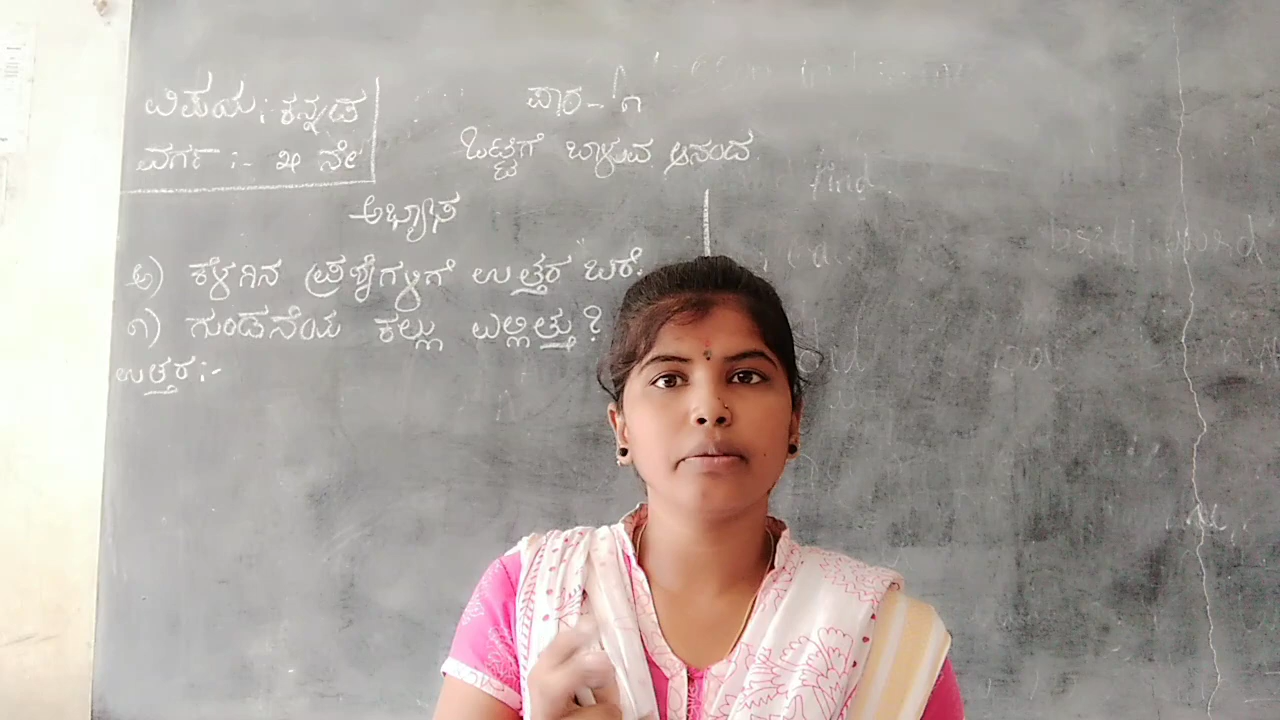 ವಿಷಯ : ಕನ್ನಡ
ವರ್ಗ :- ೫ ನೇ
ಪಾಠ - ೧
ಒಟ್ಟಿಗೆ ಬಾಳುವ ಆನಂದ
ಅಭ್ಯಾಸ
ಅ) ಕೆಳಗಿನ ಪ್ರಶ್ನೆಗಳಿಗೆ ಉತ್ತರ ಬರೆ.
೧) ಗುಂಡನೆಯ ಕಲ್ಲು ಎಲ್ಲಿತ್ತು?
ಉತ್ತರ :-